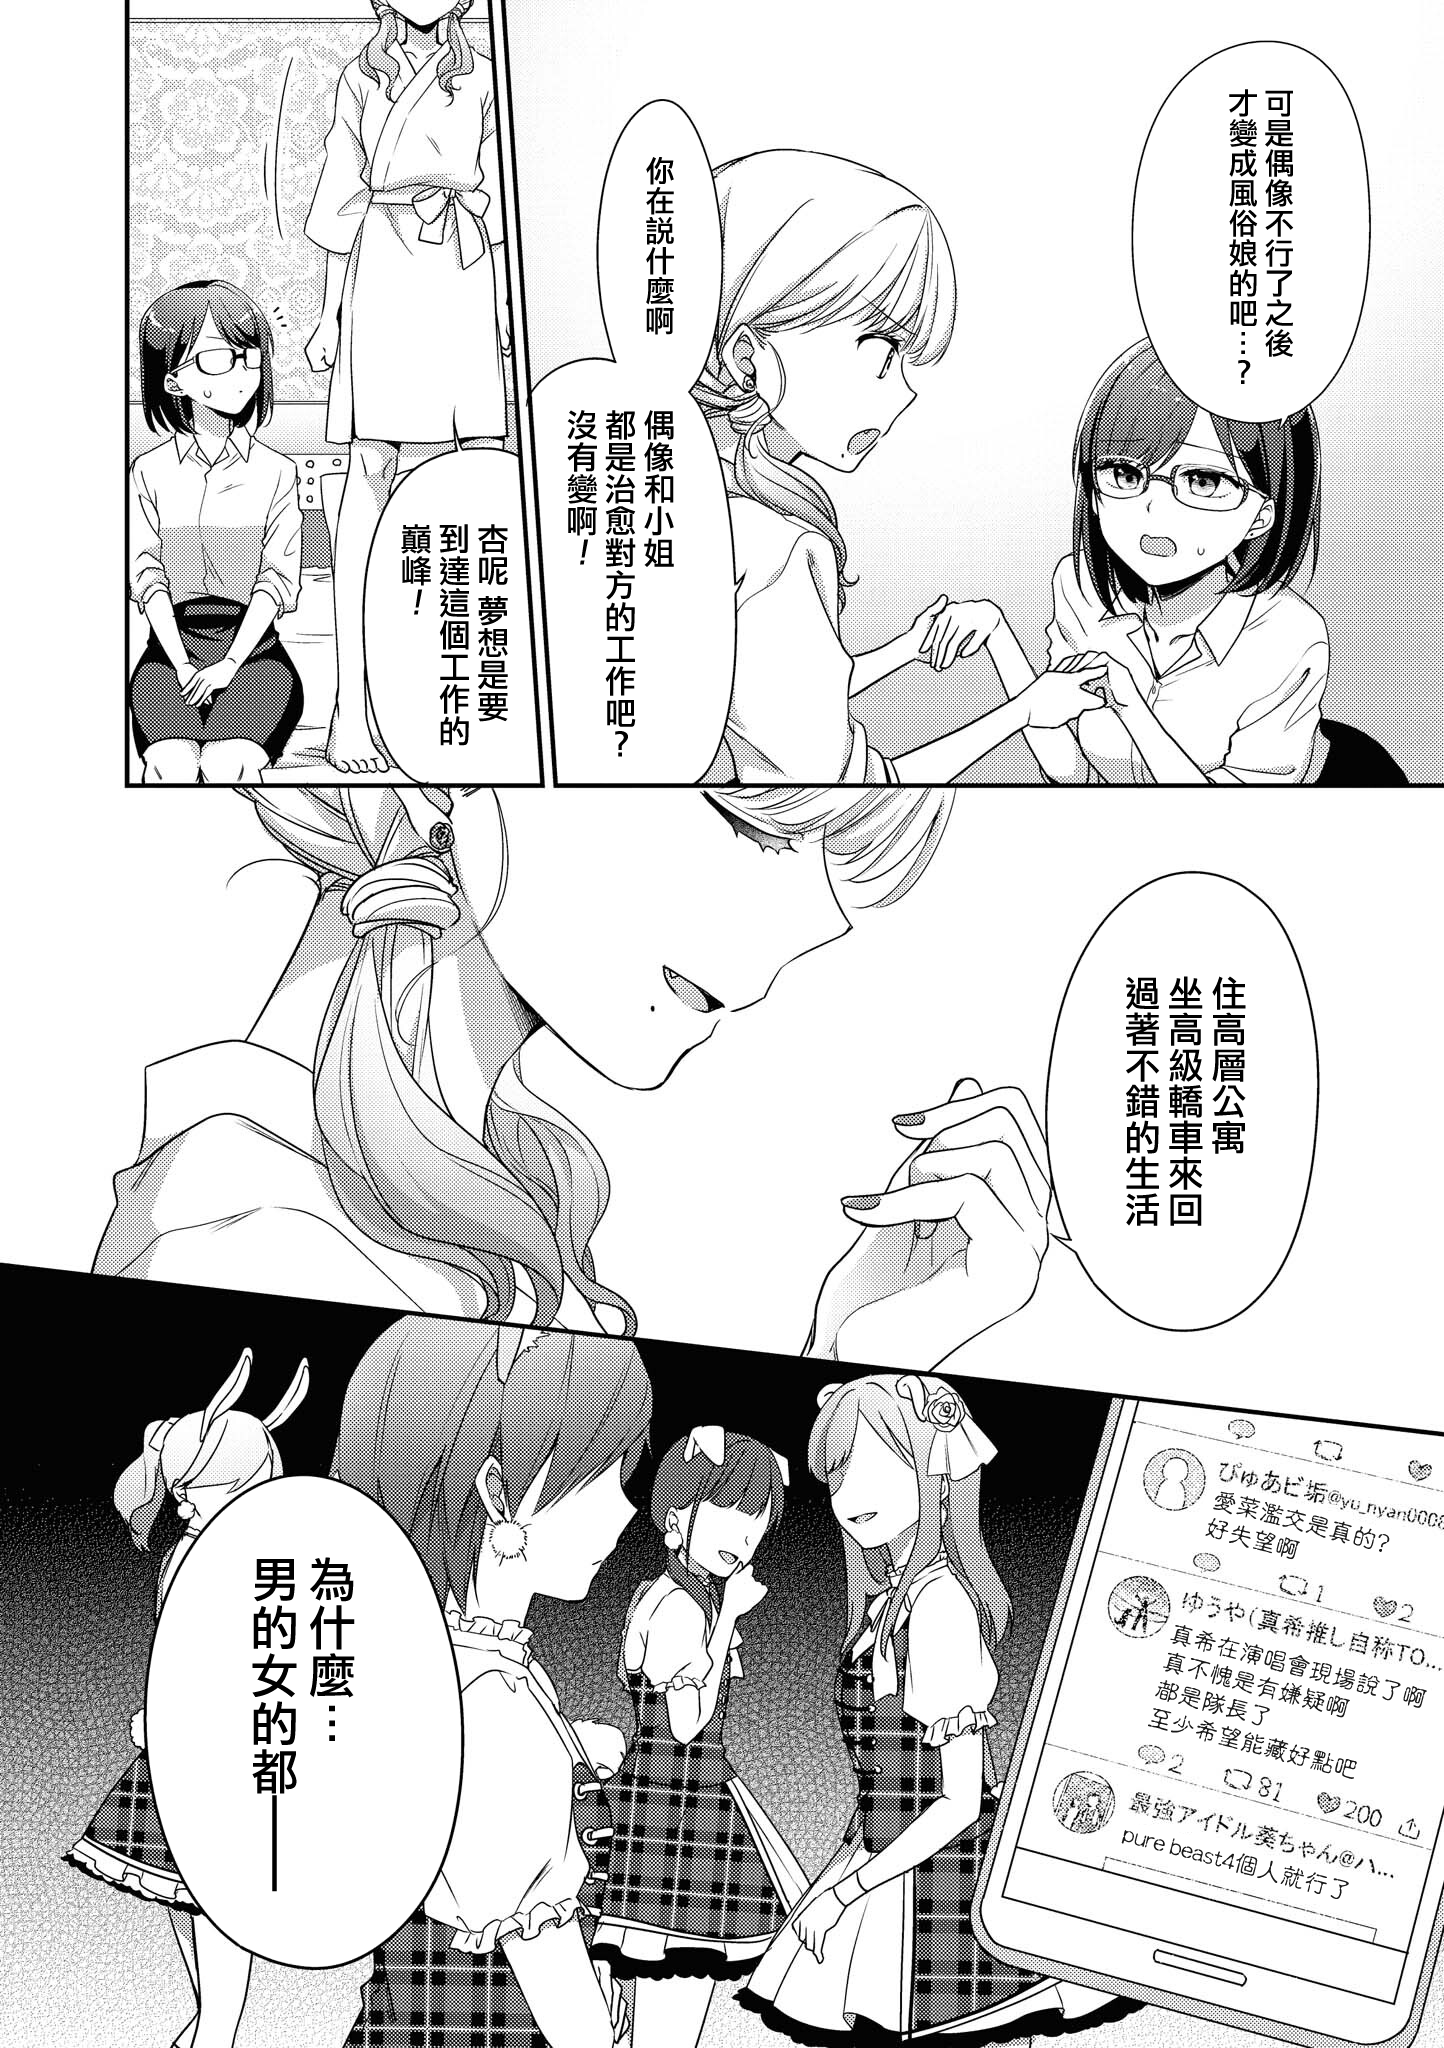 可是偶像不行了之後
才變成風俗娘的吧…?
你在説什麼啊
偶像和小姐
都是治愈對方的工作吧?
沒有變啊!
杏呢 夢想是要
到達這個工作的
巔峰!
住高層公寓
坐高級轎車來回
過著不錯的生活
ぴゅあビ垢@yu_nyan0008
愛菜濫交是真的?
好失望啊
1
2
ゆうや(真希推し自称TO...
真希在演唱會現場說了啊
真不愧是有嫌疑啊
都是隊長了
至少希望能藏好點吧
2
81
200
最強アイドル葵ちゃん@ハ...
pure beast4個人就行了
為什麼…
男的女的都——